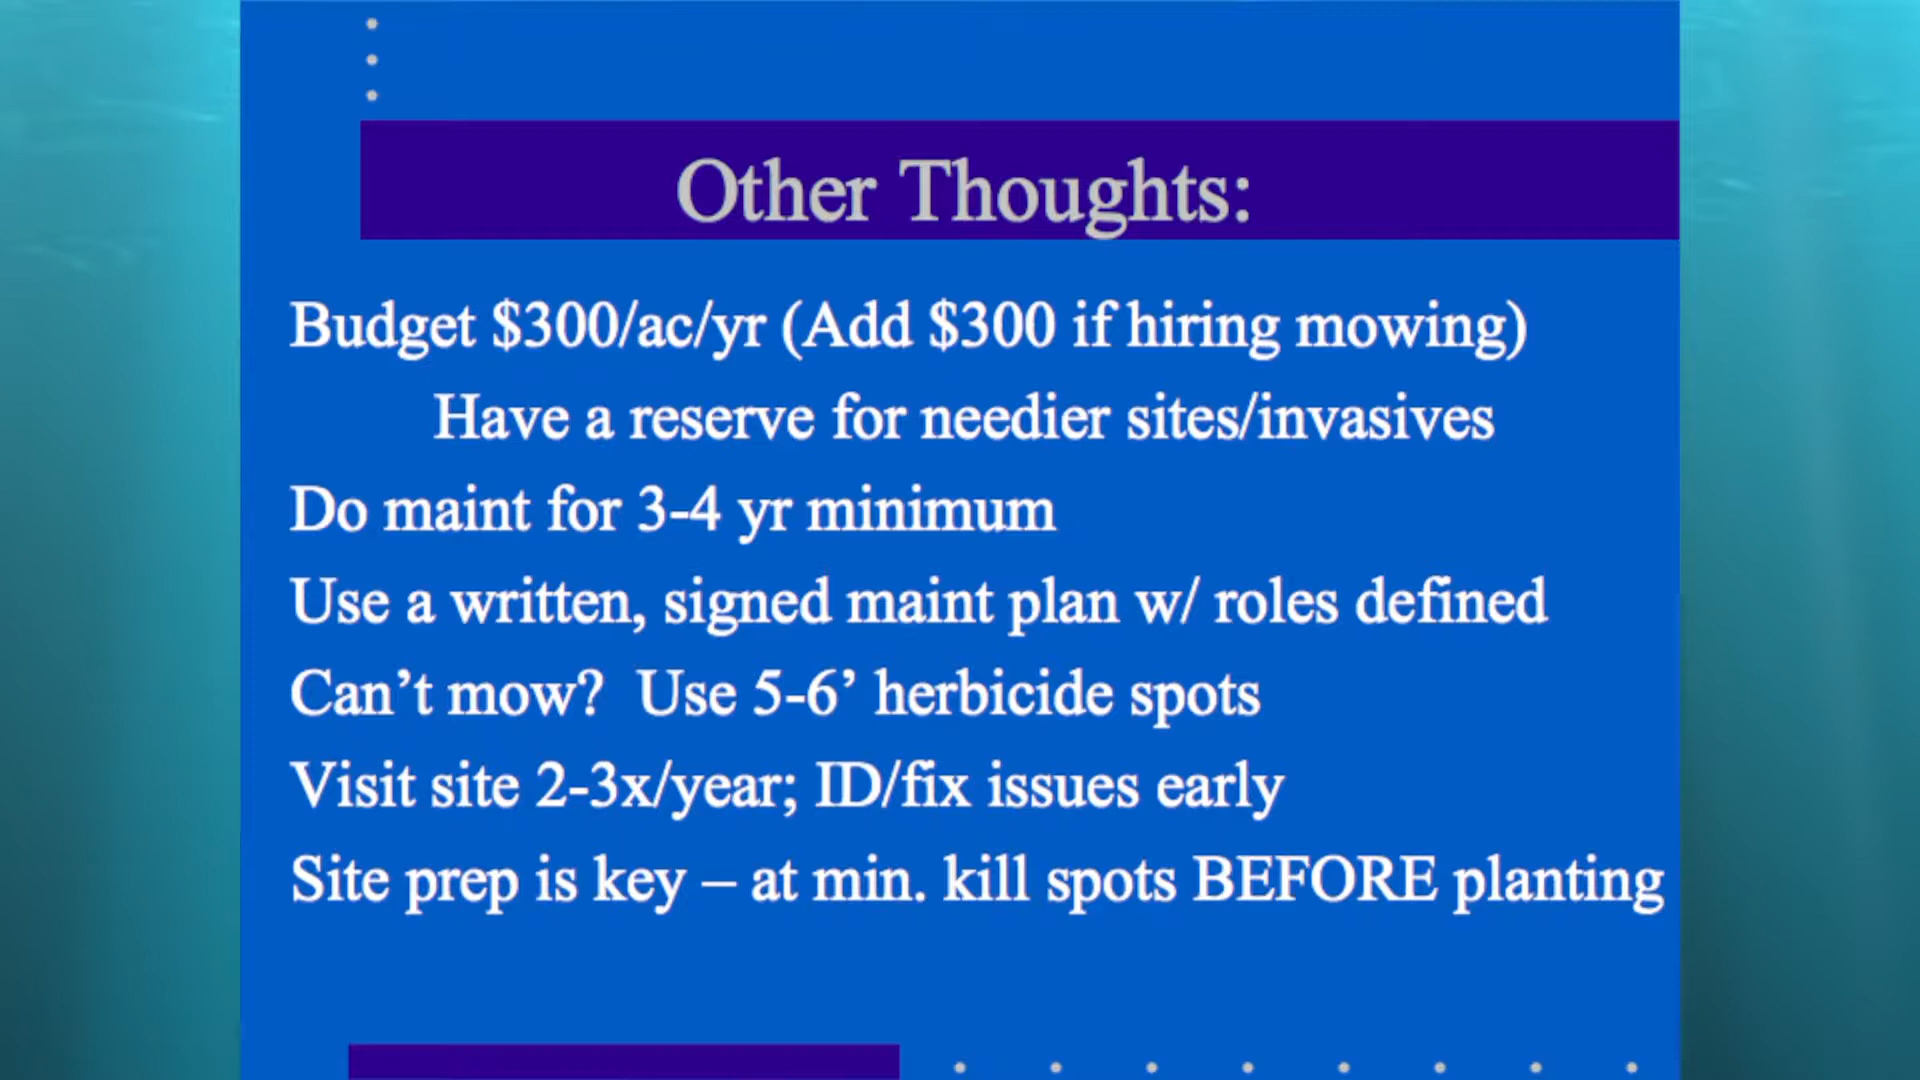 Other Thoughts:
Budget $300/ac/yr (Add $300 if hiring mowing)
Have a reserve for needier sites/invasives
Do maint for 3-4 yr minimum
Use a written, signed maint plan w/ roles defined
Can’t mow?  Use 5-6’ herbicide spots
Visit site 2-3x/year; ID/fix issues early
Site prep is key – at min. kill spots BEFORE planting